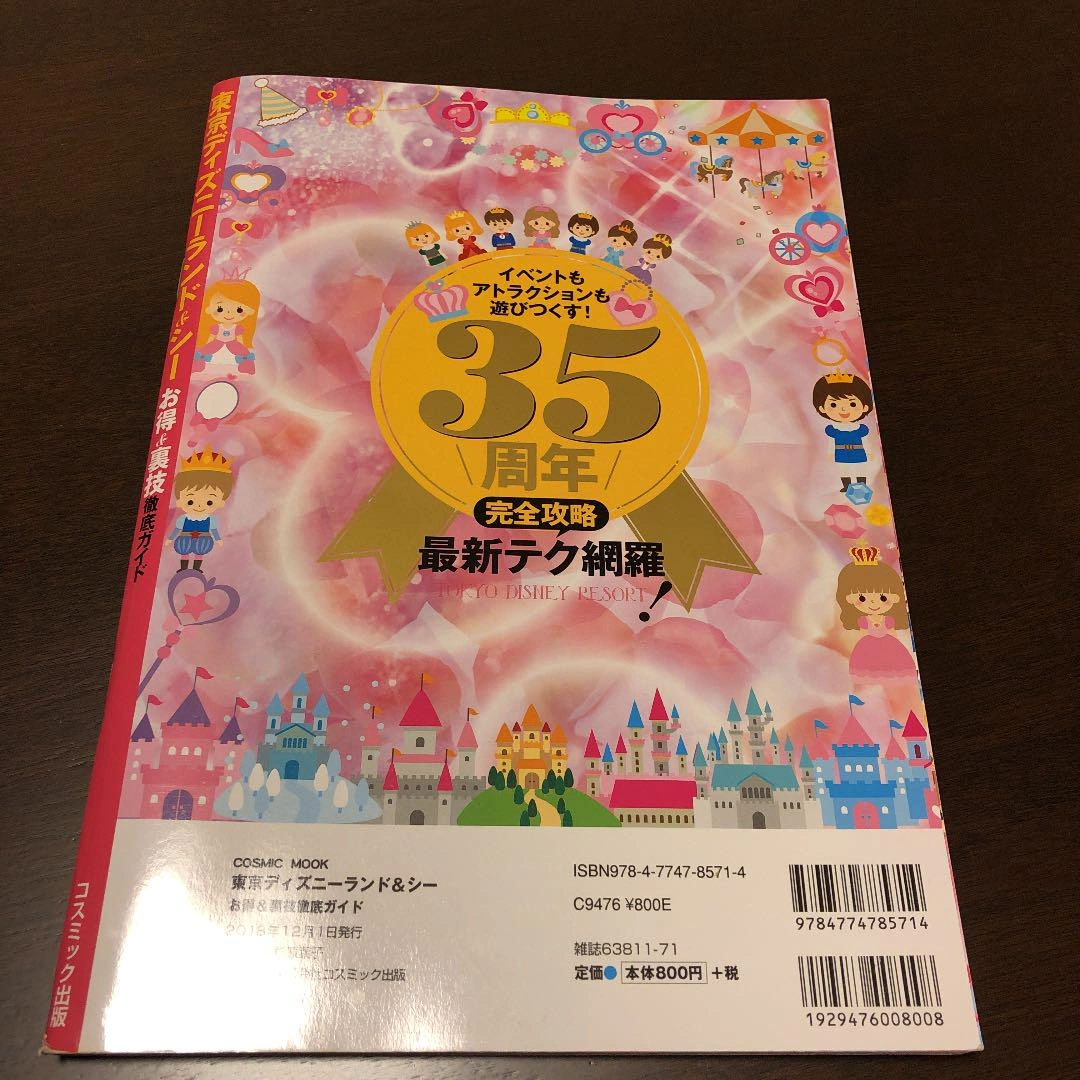 東京ディズニーランド&シー お得&裏技徹底ガイド
コスミック出版
イベントも
アトラクションも
遊びつくす!
35
周年
完全攻略
最新テク網羅!
TOKYO DISNEY RESORT
COSMIC MOOK
東京ディズニーランド&シー
お得&裏技徹底ガイド
2018年12月1日発行
コスミック出版
ISBN978-4-7747-8571-4
C9476 ¥800E
雑誌63811-71
定価●本体800円+税
9784774785714
1929476008008